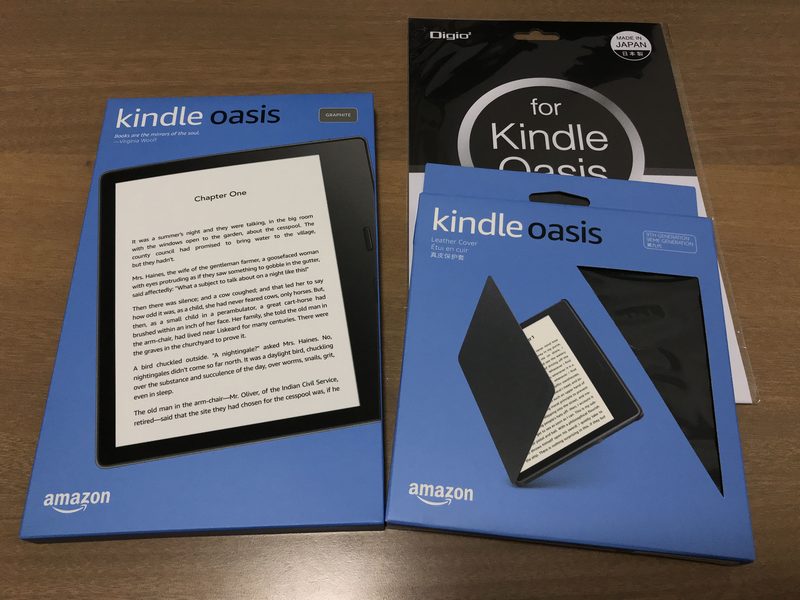 kindle oasis
GRAPHITE
Books are the mirrors of the soul.
—Virginia Woolf
Chapter One
It was a summer's night and they were talking, in the big room
with the windows open to the garden, about the cesspool. The
county council had promised to bring water to the village,
but they hadn't.
Mrs. Haines, the wife of the gentleman farmer, a goosefaced woman
with eyes protruding as if they saw something to gobble in the gutter,
said affectedly: "What a subject to talk about on a night like this!"
Then there was silence; and a cow coughed; and that led her to say
how odd it was, as a child, she had never feared cows, only horses. But,
then, as a small child in a perambulator, a great cart-horse had
brushed within an inch of her face. Her family, she told the old man in
the arm-chair, had lived near Liskeard for many centuries. There were
the graves in the churchyard to prove it.
A bird chuckled outside. "A nightingale?" asked Mrs. Haines. No,
nightingales didn't come so far north. It was a daylight bird, chuckling
over the substance and succulence of the day, over worms, snails, grit,
even in sleep.
The old man in the arm-chair—Mr. Oliver, of the Indian Civil Service,
retired—said that the site they had chosen for the cesspool was, if he
amazon
Digio²
MADE IN
JAPAN
日本製
for
Kindle
Oasis
kindle oasis
Leather Cover
Étui en cuir
真皮保护套
9TH GENERATION
9ÈME GÉNÉRATION
第九代
amazon